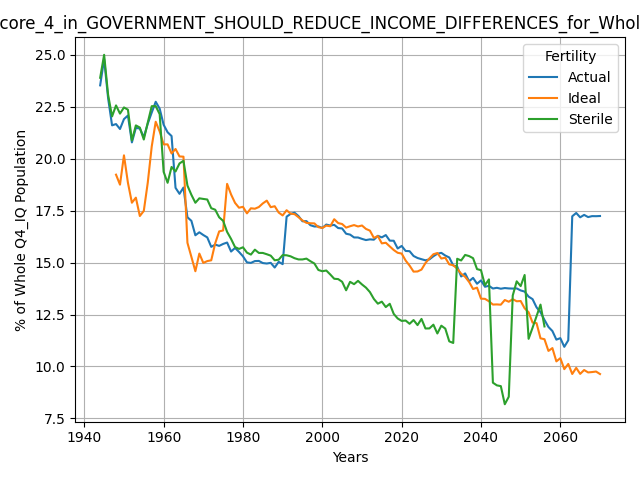 core_4_in_GOVERNMENT_SHOULD_REDUCE_INCOME_DIFFERENCES_for_Whol
Fertility
Actual
Ideal
Sterile
% of Whole Q4_IQ Population
25.0
22.5
20.0
17.5
15.0
12.5
10.0
7.5
1940
1960
1980
2000
2020
2040
2060
Years